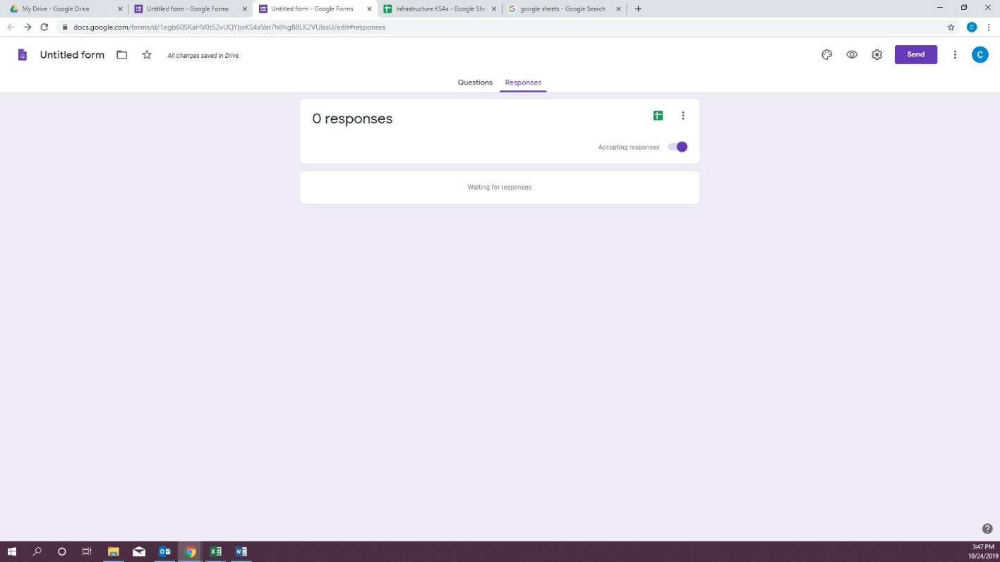 My Drive - Google Drive
Untitled form - Google Forms
Untitled form - Google Forms
Infrastructure KSAs - Google She
google sheets - Google Search
docs.google.com/forms/d/1egb60SKaHV0t52vUQYbsKS4aVar7h8hgB8LK2VUlxsU/edit#responses
C
Untitled form
All changes saved in Drive
Send
C
Questions
Responses
0 responses
Accepting responses
Waiting for responses
3:47 PM
10/24/2019